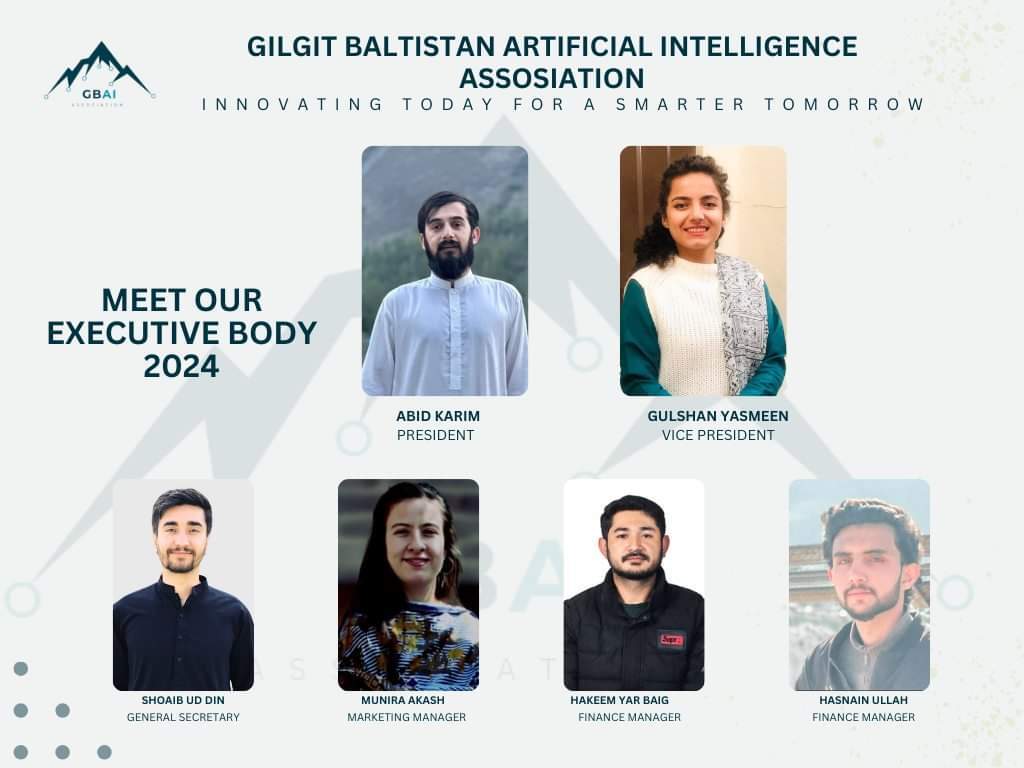 GBAI
ASSOCIATION
GILGIT BALTISTAN ARTIFICIAL INTELLIGENCE
ASSOSIATION
INNOVATING TODAY FOR A SMARTER TOMORROW
MEET OUR
EXECUTIVE BODY
2024
ABID KARIM
PRESIDENT
GULSHAN YASMEEN
VICE PRESIDENT
SHOAIB UD DIN
GENERAL SECRETARY
MUNIRA AKASH
MARKETING MANAGER
HAKEEM YAR BAIG
FINANCE MANAGER
HASNAIN ULLAH
FINANCE MANAGER